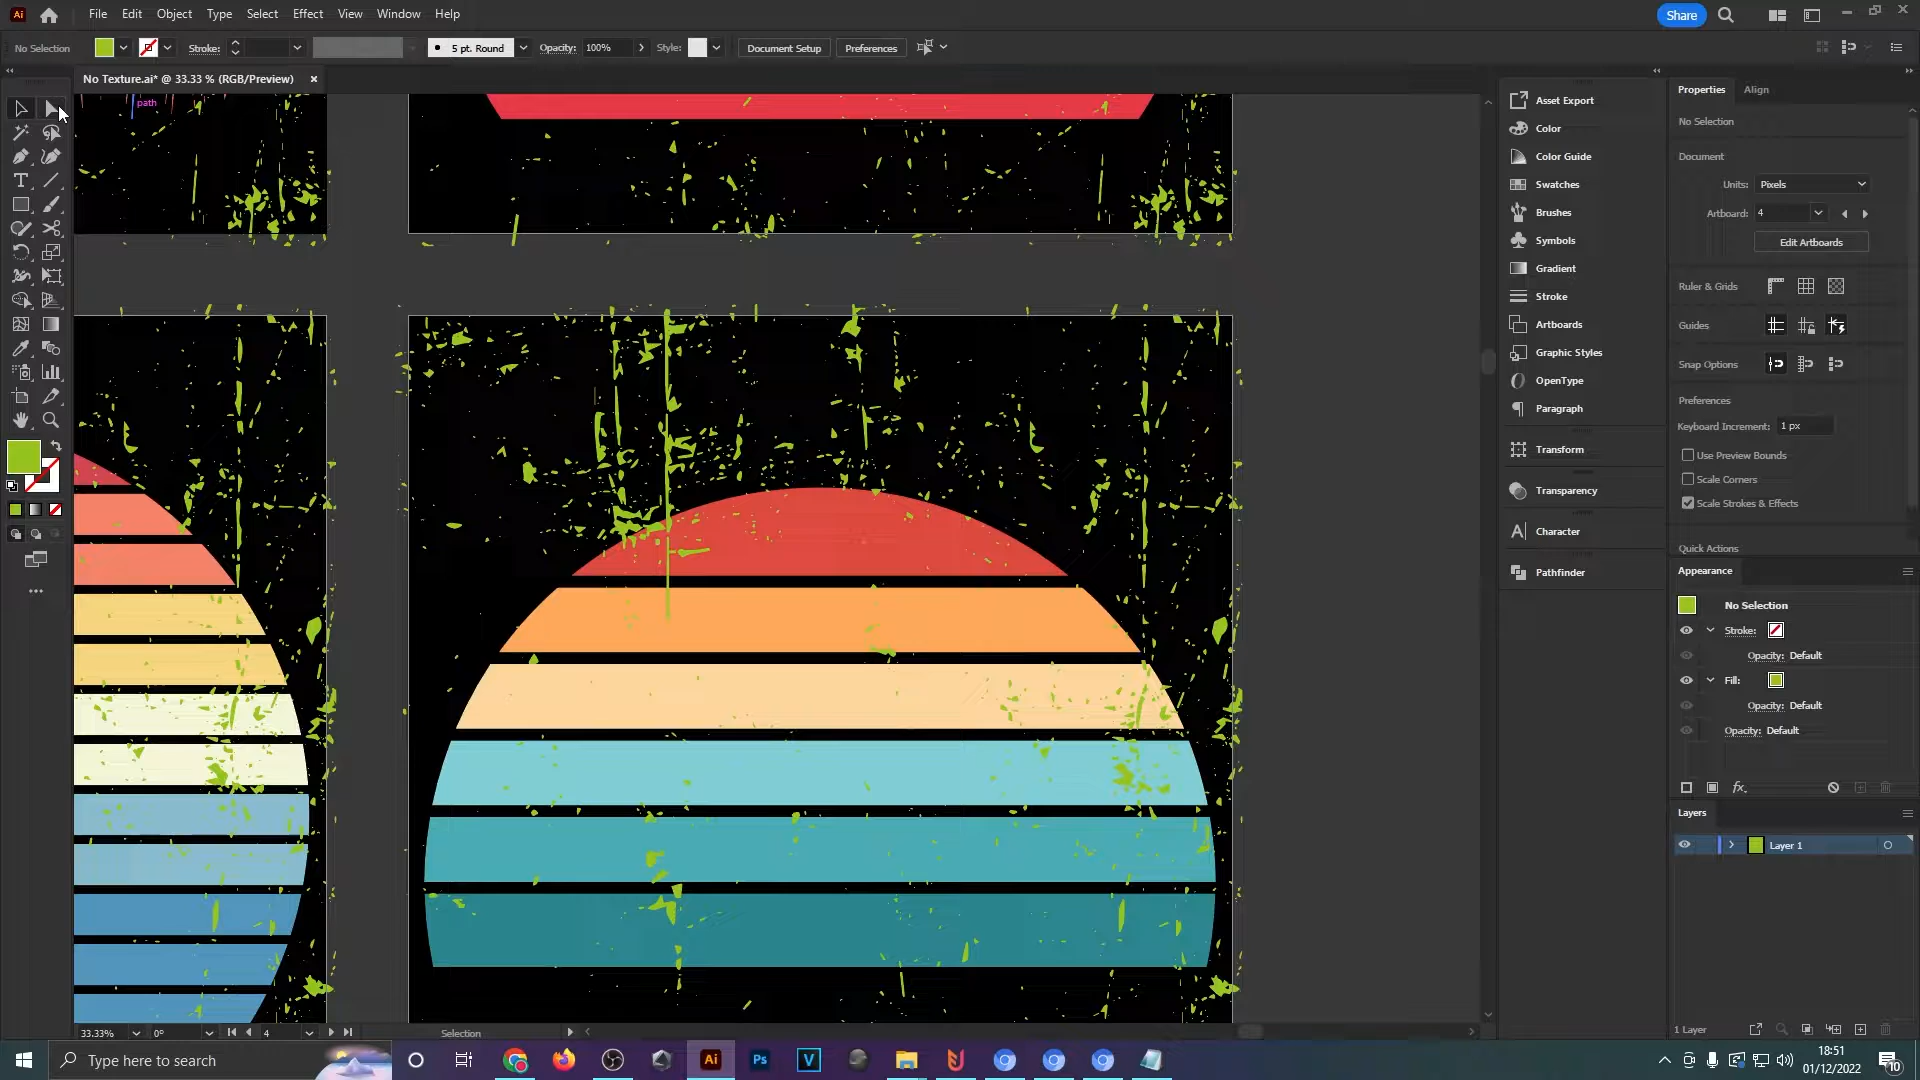 Ai File Edit Object Type Select Effect View Window Help Share
No Selection Stroke: 5 pt. Round Opacity: 100% Style: Document Setup Preferences
No Texture.ai* @ 33.33 % (RGB/Preview) ×
path
T
33.33% 0° 4 Selection
Asset Export
Color
Color Guide
Swatches
Brushes
Symbols
Gradient
Stroke
Artboards
Graphic Styles
OpenType
Paragraph
Transform
Transparency
Character
Pathfinder
Properties Align
No Selection
Document
Units: Pixels
Artboard: 4
Edit Artboards
Ruler & Grids
Guides
Snap Options
Preferences
Keyboard Increment: 1 px
Use Preview Bounds
Scale Corners
Scale Strokes & Effects
Quick Actions
Appearance
No Selection
Stroke:
Opacity: Default
Fill:
Opacity: Default
Opacity: Default
fx
Layers
Layer 1
1 Layer
Type here to search Ai Ps V
18:51
01/12/2022
10